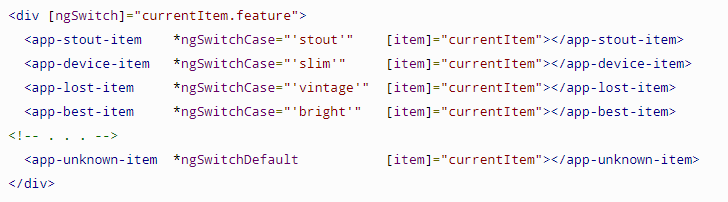 <div [ngSwitch]="currentItem.feature">
  <app-stout-item    *ngSwitchCase="'stout'"    [item]="currentItem"></app-stout-item>
  <app-device-item   *ngSwitchCase="'slim'"     [item]="currentItem"></app-device-item>
  <app-lost-item     *ngSwitchCase="'vintage'"  [item]="currentItem"></app-lost-item>
  <app-best-item     *ngSwitchCase="'bright'"   [item]="currentItem"></app-best-item>
<!-- . . . -->
  <app-unknown-item  *ngSwitchDefault           [item]="currentItem"></app-unknown-item>
</div>